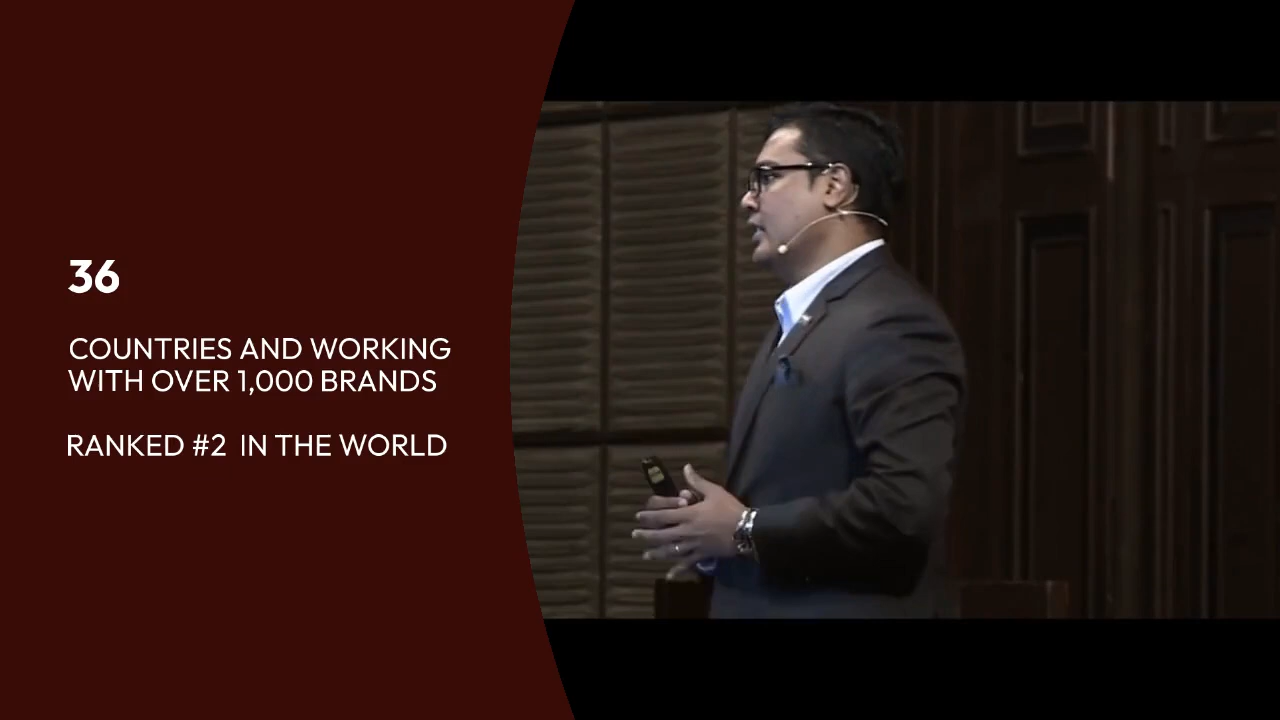 36
COUNTRIES AND WORKING
WITH OVER 1,000 BRANDS
RANKED #2 IN THE WORLD